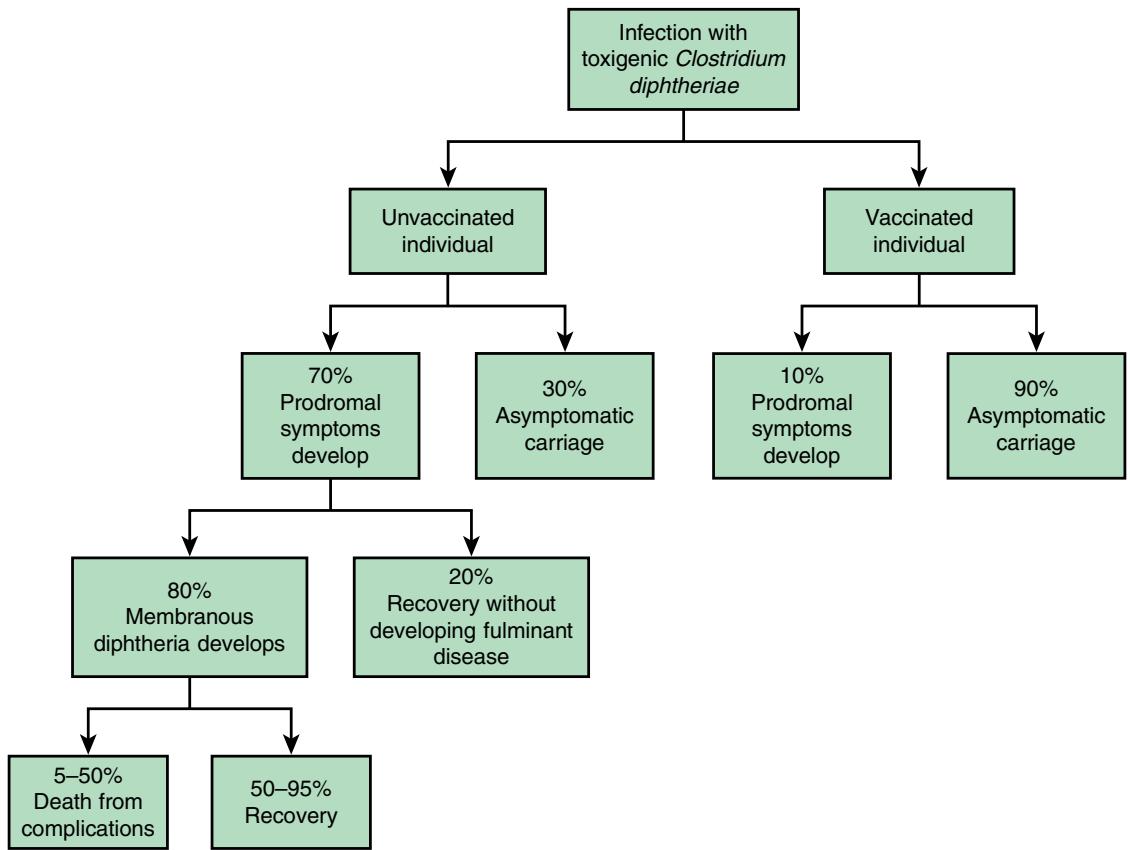 Infection with
toxigenic Clostridium
diphtheriae
Unvaccinated
individual
Vaccinated
individual
70%
Prodromal
symptoms
develop
30%
Asymptomatic
carriage
10%
Prodromal
symptoms
develop
90%
Asymptomatic
carriage
80%
Membranous
diphtheria develops
20%
Recovery without
developing fulminant
disease
5–50%
Death from
complications
50–95%
Recovery